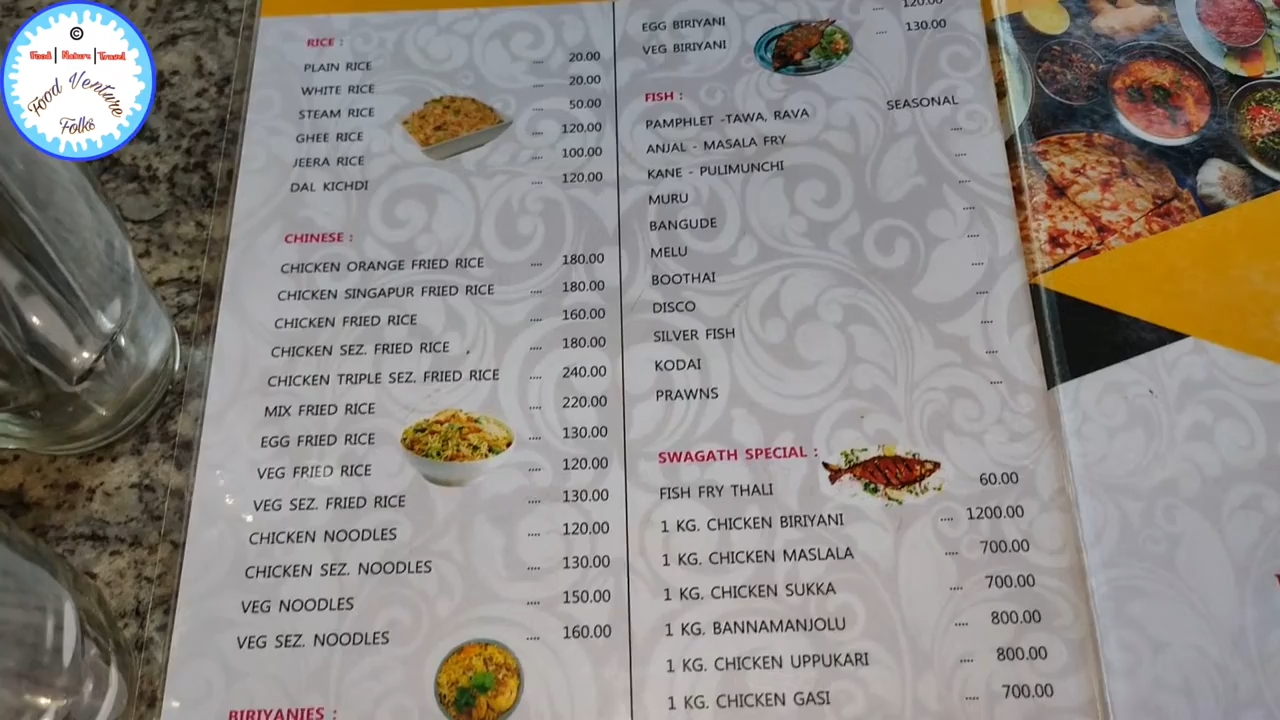 ©
Food | Nature | Travel
Food Venture
Folks
RICE :
PLAIN RICE .... 20.00
WHITE RICE .... 20.00
STEAM RICE .... 50.00
GHEE RICE .... 120.00
JEERA RICE .... 100.00
DAL KICHDI .... 120.00
CHINESE :
CHICKEN ORANGE FRIED RICE .... 180.00
CHICKEN SINGAPUR FRIED RICE .... 180.00
CHICKEN FRIED RICE .... 160.00
CHICKEN SEZ. FRIED RICE , .... 180.00
CHICKEN TRIPLE SEZ. FRIED RICE .... 240.00
MIX FRIED RICE .... 220.00
EGG FRIED RICE .... 130.00
VEG FRIED RICE .... 120.00
VEG SEZ. FRIED RICE .... 130.00
CHICKEN NOODLES .... 120.00
CHICKEN SEZ. NOODLES .... 130.00
VEG NOODLES .... 150.00
VEG SEZ. NOODLES .... 160.00
BIRIYANIES :
EGG BIRIYANI .... 120.00
VEG BIRIYANI .... 130.00
FISH :
PAMPHLET -TAWA, RAVA SEASONAL
ANJAL - MASALA FRY ....
KANE - PULIMUNCHI ....
MURU ....
BANGUDE ....
MELU ....
BOOTHAI ....
DISCO ....
SILVER FISH ....
KODAI ....
PRAWNS ....
SWAGATH SPECIAL :
FISH FRY THALI 60.00
1 KG. CHICKEN BIRIYANI .... 1200.00
1 KG. CHICKEN MASLALA .... 700.00
1 KG. CHICKEN SUKKA .... 700.00
1 KG. BANNAMANJOLU .... 800.00
1 KG. CHICKEN UPPUKARI .... 800.00
1 KG. CHICKEN GASI .... 700.00